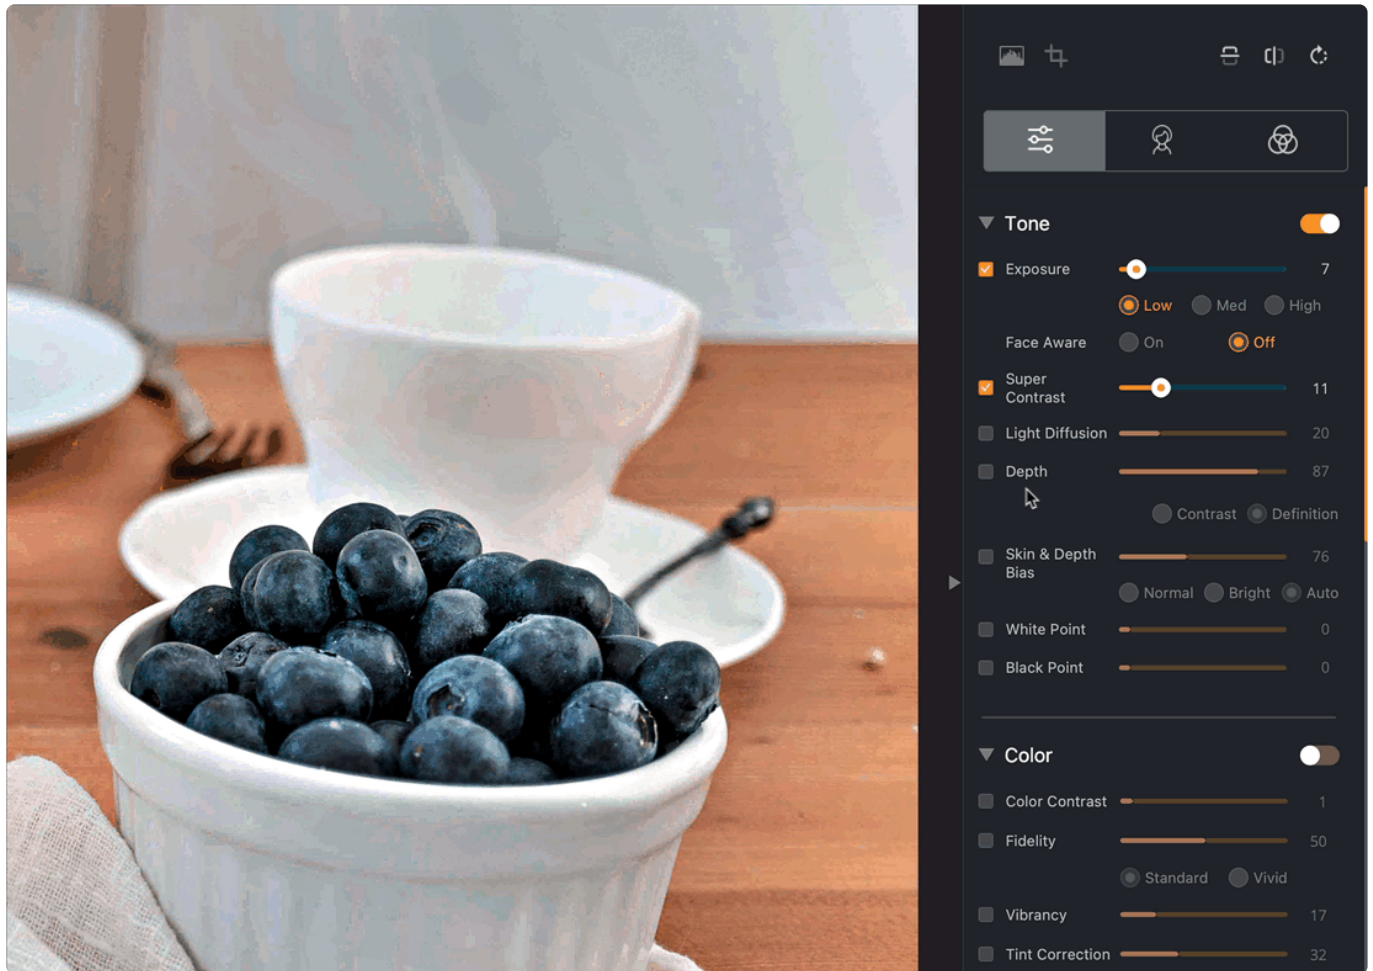 Tone
Exposure 7
Low Med High
Face Aware On Off
Super
Contrast 11
Light Diffusion 20
Depth 87
Contrast Definition
Skin & Depth
Bias 76
Normal Bright Auto
White Point 0
Black Point 0
Color
Color Contrast 1
Fidelity 50
Standard Vivid
Vibrancy 17
Tint Correction 32